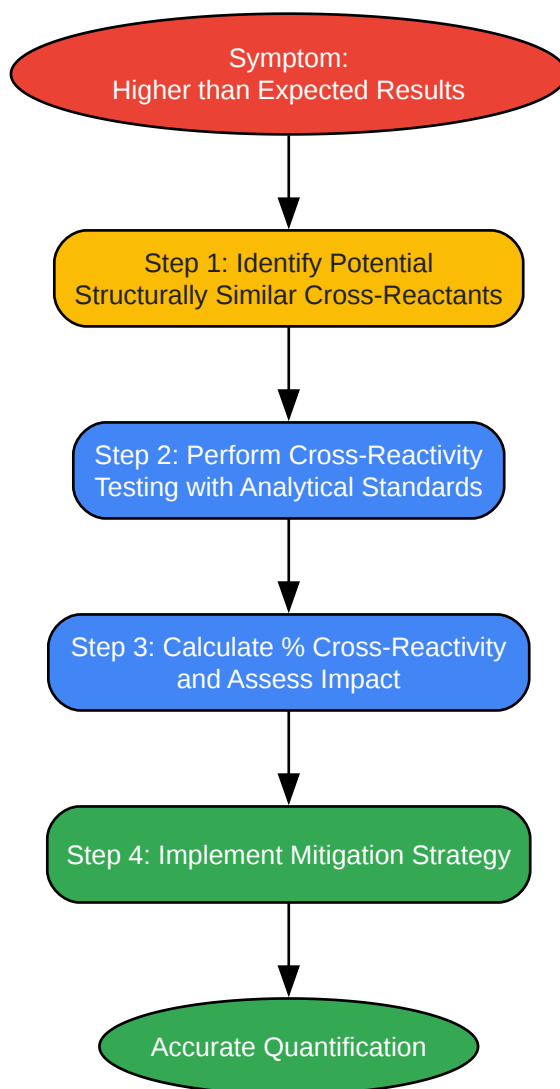 Symptom:
Higher than Expected Results
Step 1: Identify Potential
Structurally Similar Cross-Reactants
Step 2: Perform Cross-Reactivity
Testing with Analytical Standards
Step 3: Calculate % Cross-Reactivity
and Assess Impact
Step 4: Implement Mitigation Strategy
Accurate Quantification